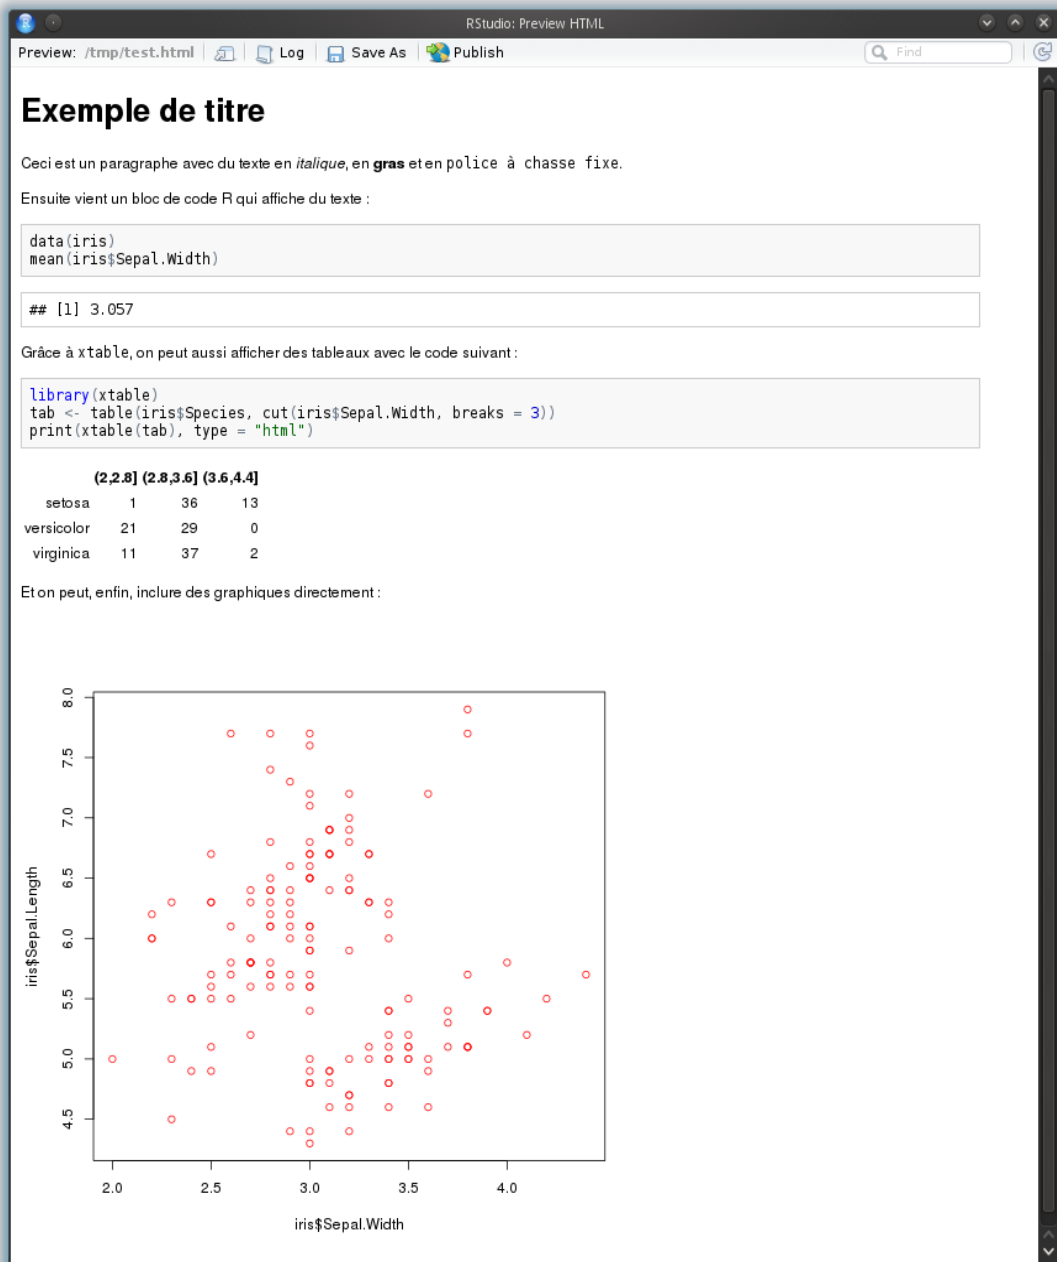 RStudio: Preview HTML
Preview: /tmp/test.html Log Save As Publish Find
Exemple de titre
Ceci est un paragraphe avec du texte en italique, en gras et en police à chasse fixe.
Ensuite vient un bloc de code R qui affiche du texte :
data(iris)
mean(iris$Sepal.Width)
## [1] 3.057
Grâce à xtable, on peut aussi afficher des tableaux avec le code suivant :
library(xtable)
tab <- table(iris$Species, cut(iris$Sepal.Width, breaks = 3))
print(xtable(tab), type = "html")
(2,2.8] (2.8,3.6] (3.6,4.4]
setosa 1 36 13
versicolor 21 29 0
virginica 11 37 2
Et on peut, enfin, inclure des graphiques directement :
8.0
7.5
7.0
6.5
6.0
5.5
5.0
4.5
iris$Sepal.Length
2.0 2.5 3.0 3.5 4.0
iris$Sepal.Width